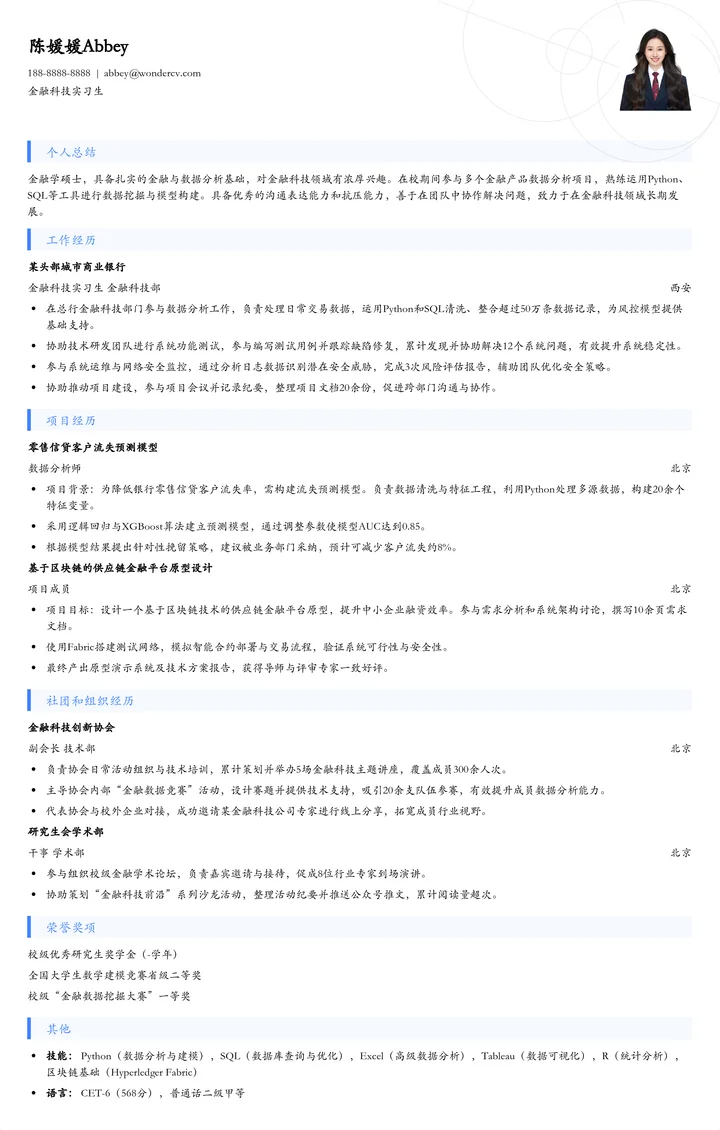 陈媛媛Abbey
188-8888-8888 | abbey@wondercv.com
金融科技实习生
个人总结
金融学硕士，具备扎实的金融与数据分析基础，对金融科技领域有浓厚兴趣。在校期间参与多个金融产品数据分析项目，熟练运用Python、
SQL等工具进行数据挖掘与模型构建。具备优秀的沟通表达能力和抗压能力，善于在团队中协作解决问题，致力于在金融科技领域长期发
展。
工作经历
某头部城市商业银行
金融科技实习生 金融科技部 西安
• 在总行金融科技部门参与数据分析工作，负责处理日常交易数据，运用Python和SQL清洗、整合超过50万条数据记录，为风控模型提供
基础支持。
• 协助技术研发团队进行系统功能测试，参与编写测试用例并跟踪缺陷修复，累计发现并协助解决12个系统问题，有效提升系统稳定性。
• 参与系统运维与网络安全监控，通过分析日志数据识别潜在安全威胁，完成3次风险评估报告，辅助团队优化安全策略。
• 协助推动项目建设，参与项目会议并记录纪要，整理项目文档20余份，促进跨部门沟通与协作。
项目经历
零售信贷客户流失预测模型
数据分析师 北京
• 项目背景：为降低银行零售信贷客户流失率，需构建流失预测模型。负责数据清洗与特征工程，利用Python处理多源数据，构建20余个
特征变量。
• 采用逻辑回归与XGBoost算法建立预测模型，通过调整参数使模型AUC达到0.85。
• 根据模型结果提出针对性挽留策略，建议被业务部门采纳，预计可减少客户流失约8%。
基于区块链的供应链金融平台原型设计
项目成员 北京
• 项目目标：设计一个基于区块链技术的供应链金融平台原型，提升中小企业融资效率。参与需求分析和系统架构讨论，撰写10余页需求
文档。
• 使用Fabric搭建测试网络，模拟智能合约部署与交易流程，验证系统可行性与安全性。
• 最终产出原型演示系统及技术方案报告，获得导师与评审专家一致好评。
社团和组织经历
金融科技创新协会
副会长 技术部 北京
• 负责协会日常活动组织与技术培训，累计策划并举办5场金融科技主题讲座，覆盖成员300余人次。
• 主导协会内部“金融数据竞赛”活动，设计赛题并提供技术支持，吸引20余支队伍参赛，有效提升成员数据分析能力。
• 代表协会与校外企业对接，成功邀请某金融科技公司专家进行线上分享，拓宽成员行业视野。
研究生会学术部
干事 学术部 北京
• 参与组织校级金融学术论坛，负责嘉宾邀请与接待，促成8位行业专家到场演讲。
• 协助策划“金融科技前沿”系列沙龙活动，整理活动纪要并推送公众号推文，累计阅读量超次。
荣誉奖项
校级优秀研究生奖学金（-学年）
全国大学生数学建模竞赛省级二等奖
校级“金融数据挖掘大赛”一等奖
其他
• 技能： Python（数据分析与建模），SQL（数据库查询与优化），Excel（高级数据分析），Tableau（数据可视化），R（统计分析），
区块链基础（Hyperledger Fabric）
• 语言： CET-6（568分），普通话二级甲等